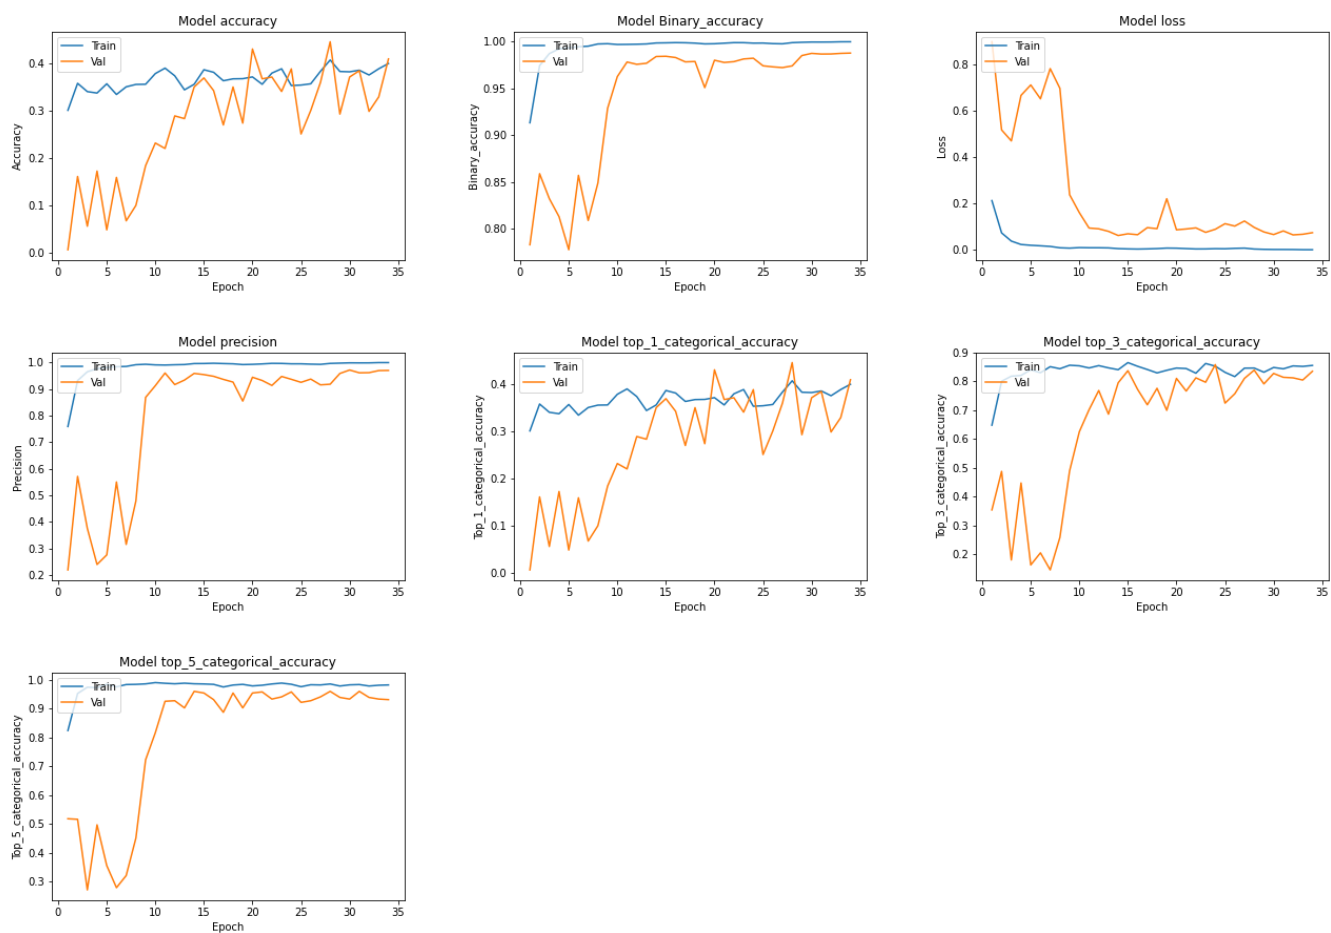 Model accuracy
Train
Val
0.4
0.3
0.2
0.1
0.0
Accuracy
0 5 10 15 20 25 30 35
Epoch
Model Binary_accuracy
Train
Val
1.00
0.95
0.90
0.85
0.80
Binary_accuracy
0 5 10 15 20 25 30 35
Epoch
Model loss
Train
Val
0.8
0.6
0.4
0.2
0.0
Loss
0 5 10 15 20 25 30 35
Epoch
Model precision
Train
Val
1.0
0.9
0.8
0.7
0.6
0.5
0.4
0.3
0.2
Precision
0 5 10 15 20 25 30 35
Epoch
Model top_1_categorical_accuracy
Train
Val
0.4
0.3
0.2
0.1
0.0
Top_1_categorical_accuracy
0 5 10 15 20 25 30 35
Epoch
Model top_3_categorical_accuracy
Train
Val
0.9
0.8
0.7
0.6
0.5
0.4
0.3
0.2
Top_3_categorical_accuracy
0 5 10 15 20 25 30 35
Epoch
Model top_5_categorical_accuracy
Train
Val
1.0
0.9
0.8
0.7
0.6
0.5
0.4
0.3
Top_5_categorical_accuracy
0 5 10 15 20 25 30 35
Epoch